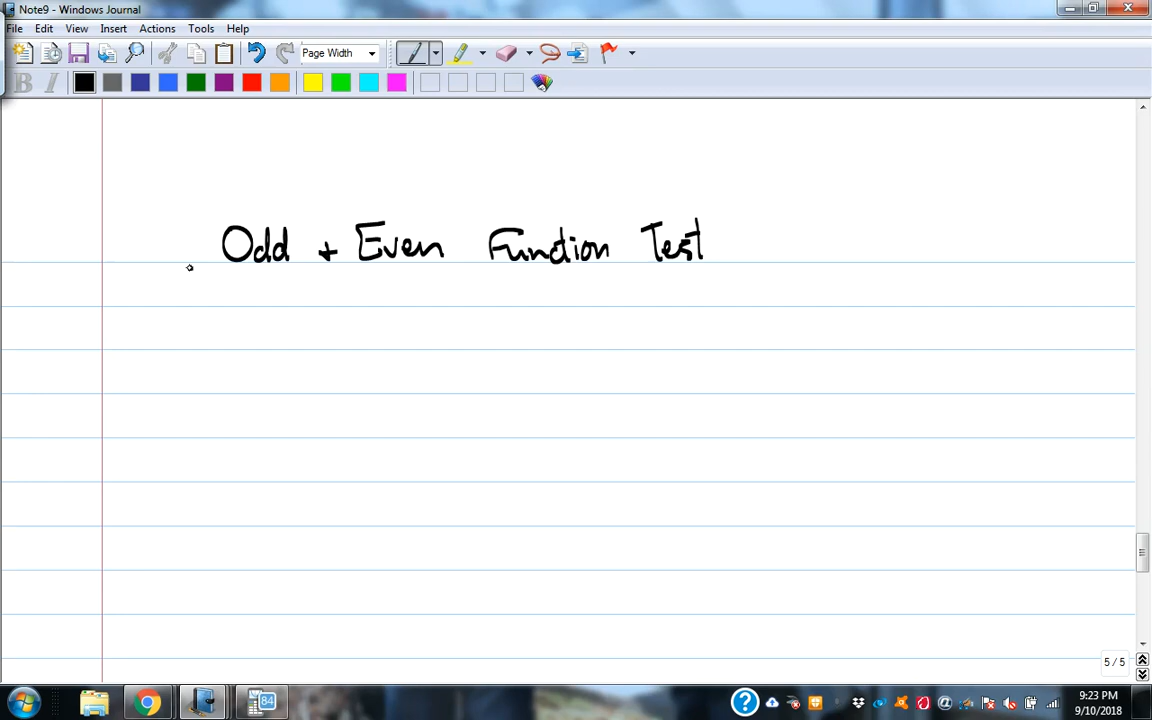 Note9 - Windows Journal
File Edit View Insert Actions Tools Help
Page Width
B I
Odd + Even Function Test
5 / 5
84
9:23 PM
9/10/2018